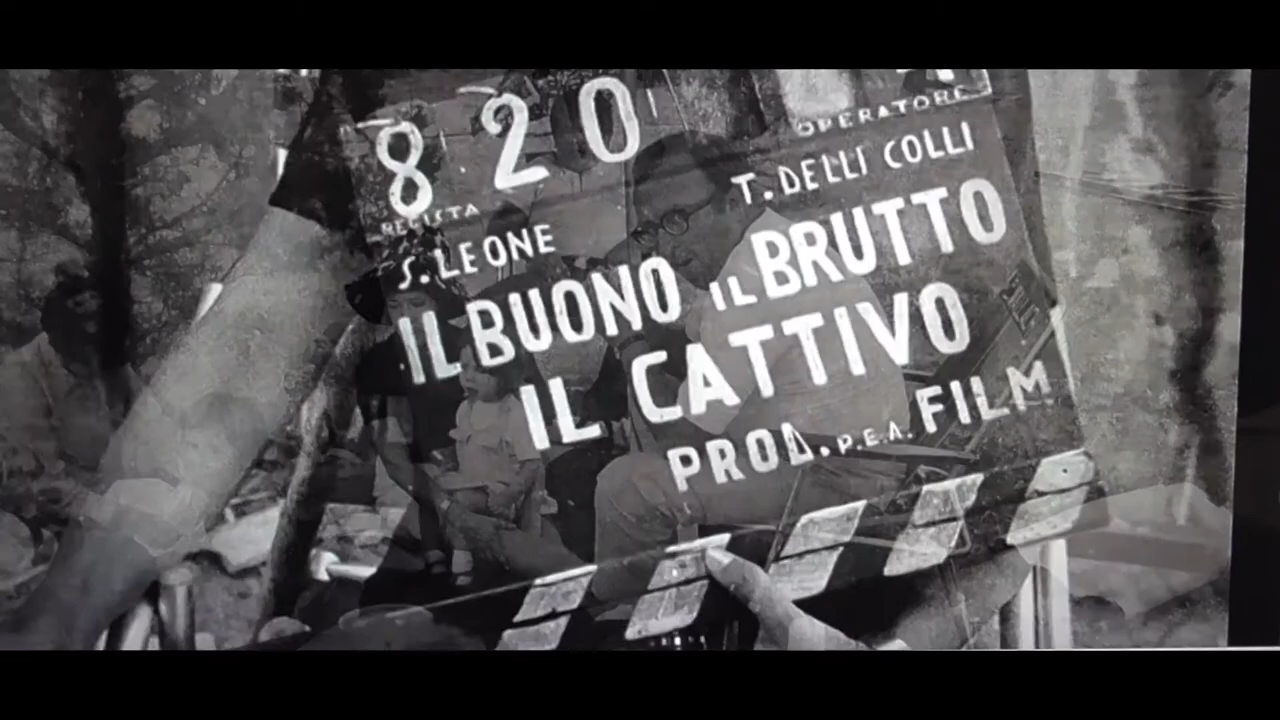 8 20
OPERATORE
T. DELLI COLLI
REGISTA
S. LEONE
IL BUONO IL BRUTTO
IL CATTIVO
PROD. P.E.A. FILM